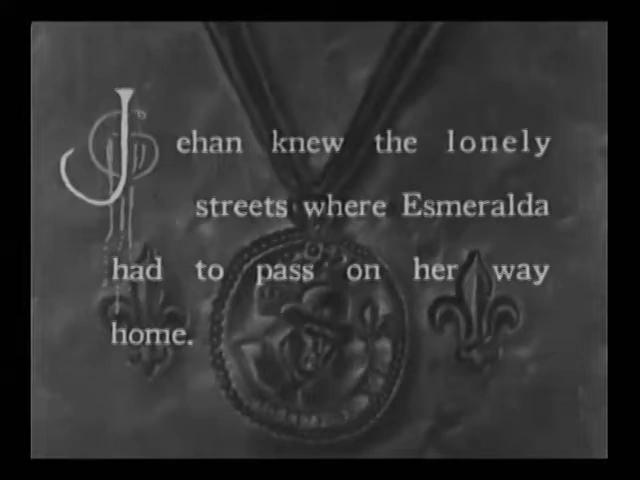 Jehan knew the lonely
streets where Esmeralda
had to pass on her way
home.